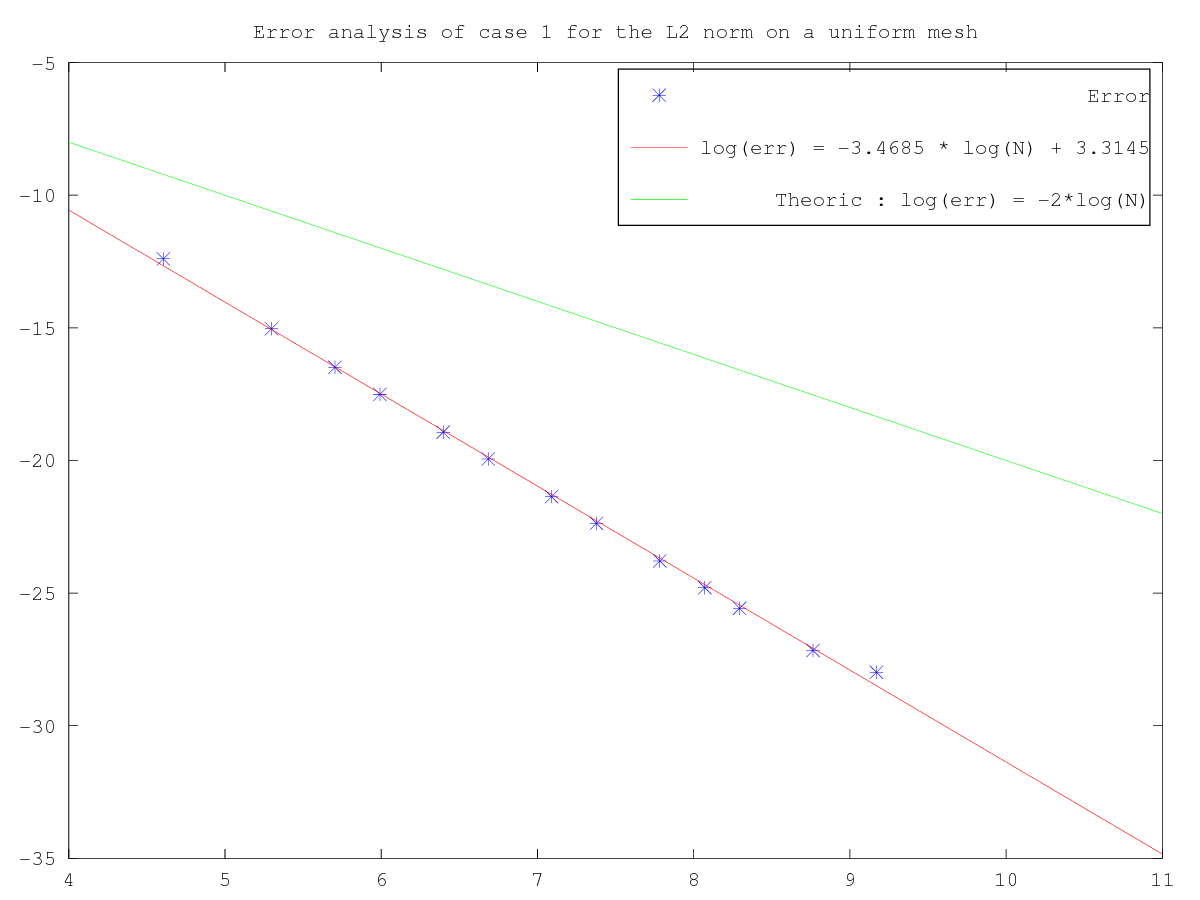 Error analysis of case 1 for the L2 norm on a uniform mesh
-5
Error
log(err) = -3.4685 * log(N) + 3.3145
Theoric : log(err) = -2*log(N)
-10
-15
-20
-25
-30
-35
4 5 6 7 8 9 10 11